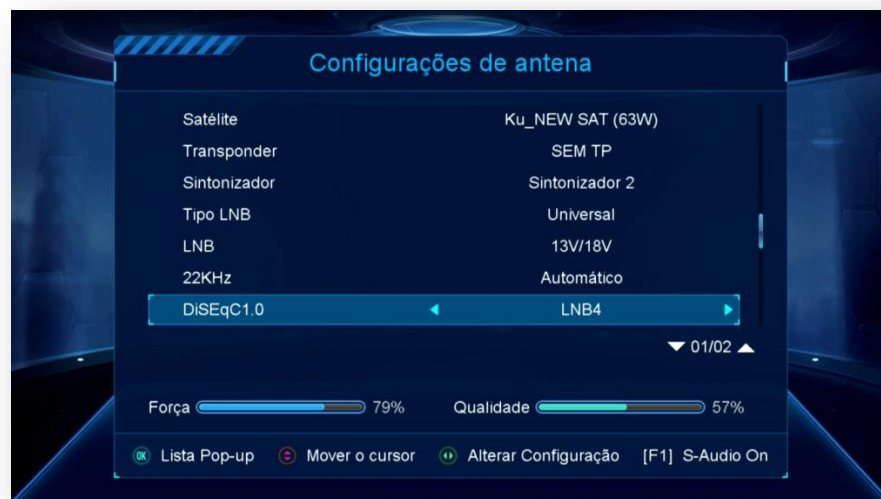 Configurações de antena
Satélite Ku_NEW SAT (63W)
Transponder SEM TP
Sintonizador Sintonizador 2
Tipo LNB Universal
LNB 13V/18V
22KHz Automático
DiSEqC1.0 LNB4
01/02
Força 79% Qualidade 57%
OK Lista Pop-up Mover o cursor Alterar Configuração [F1] S-Audio On